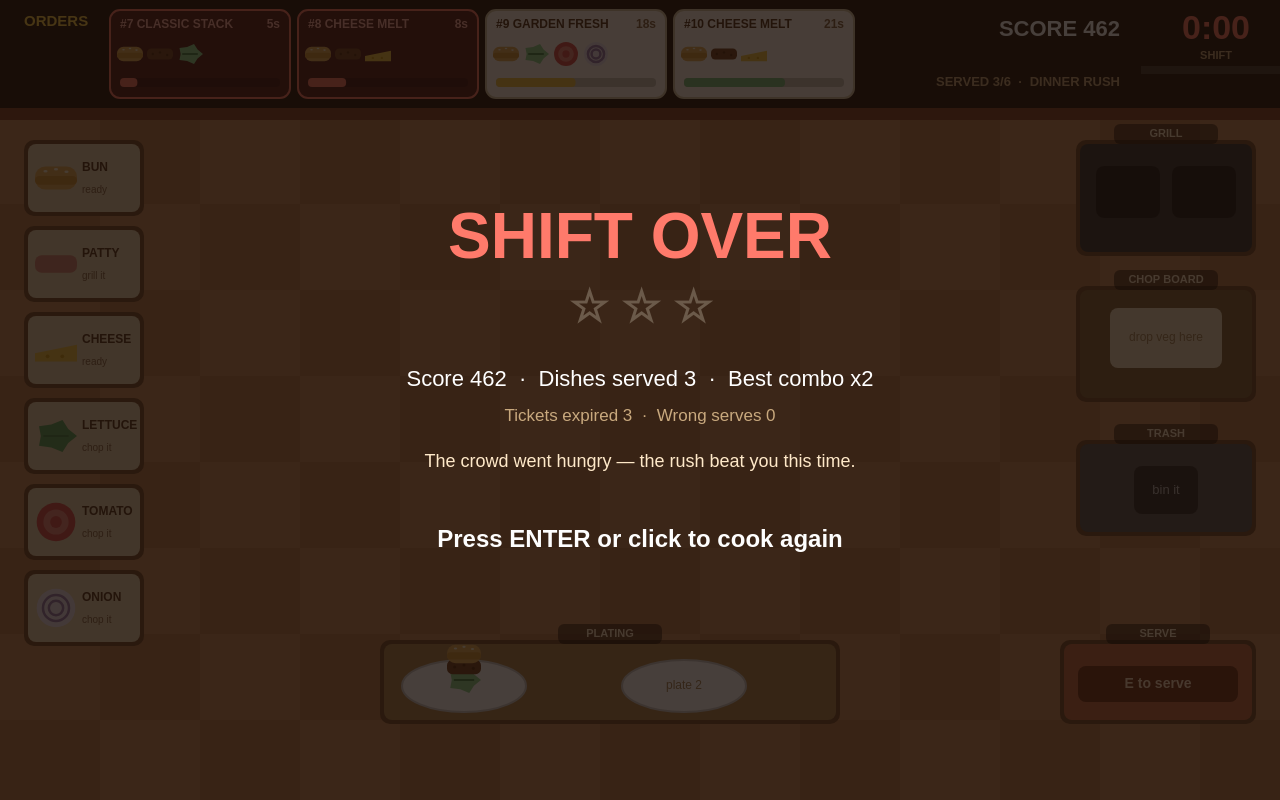 ORDERS
#7 CLASSIC STACK 5s
#8 CHEESE MELT 8s
#9 GARDEN FRESH 18s
#10 CHEESE MELT 21s
SCORE 462
SERVED 3/6 · DINNER RUSH
0:00
SHIFT
BUN
ready
PATTY
grill it
CHEESE
ready
LETTUCE
chop it
TOMATO
chop it
ONION
chop it
GRILL
CHOP BOARD
drop veg here
TRASH
bin it
SHIFT OVER
Score 462 · Dishes served 3 · Best combo x2
Tickets expired 3 · Wrong serves 0
The crowd went hungry — the rush beat you this time.
Press ENTER or click to cook again
PLATING
plate 2
SERVE
E to serve